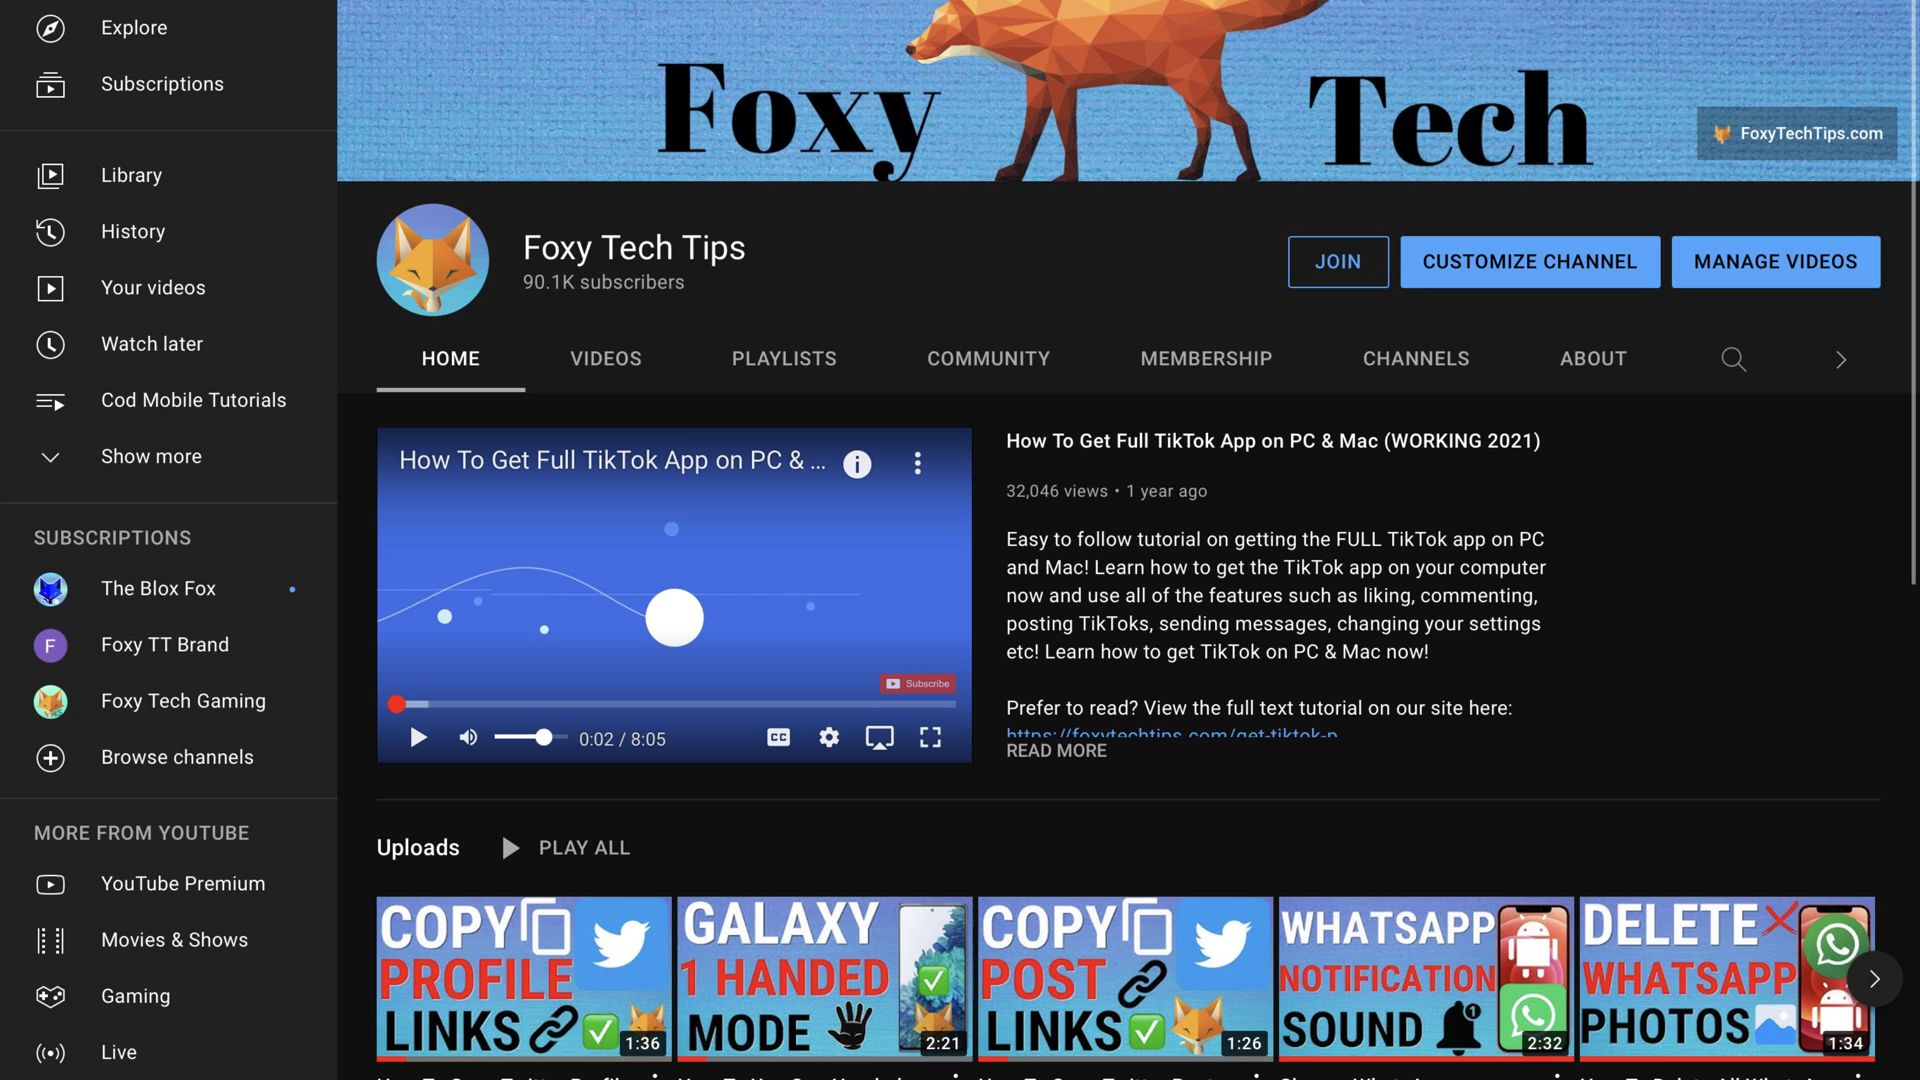 Explore
Subscriptions
Library
History
Your videos
Watch later
Cod Mobile Tutorials
Show more
SUBSCRIPTIONS
The Blox Fox
F
Foxy TT Brand
Foxy Tech Gaming
Browse channels
MORE FROM YOUTUBE
YouTube Premium
Movies & Shows
Gaming
Live
Foxy Tech
FoxyTechTips.com
Foxy Tech Tips
90.1K subscribers
JOIN
CUSTOMIZE CHANNEL
MANAGE VIDEOS
HOME
VIDEOS
PLAYLISTS
COMMUNITY
MEMBERSHIP
CHANNELS
ABOUT
How To Get Full TikTok App on PC & ...
i
Subscribe
0:02 / 8:05
CC
How To Get Full TikTok App on PC & Mac (WORKING 2021)
32,046 views • 1 year ago
Easy to follow tutorial on getting the FULL TikTok app on PC
and Mac! Learn how to get the TikTok app on your computer
now and use all of the features such as liking, commenting,
posting TikToks, sending messages, changing your settings
etc! Learn how to get TikTok on PC & Mac now!
Prefer to read? View the full text tutorial on our site here:
https://foxytechtips.com/get-tiktok-p
READ MORE
Uploads
PLAY ALL
COPY
PROFILE
LINKS
1:36
GALAXY
1 HANDED
MODE
2:21
COPY
POST
LINKS
1:26
WHATSAPP
NOTIFICATION
SOUND
1
2:32
DELETE
WHATSAPP
PHOTOS
1:34